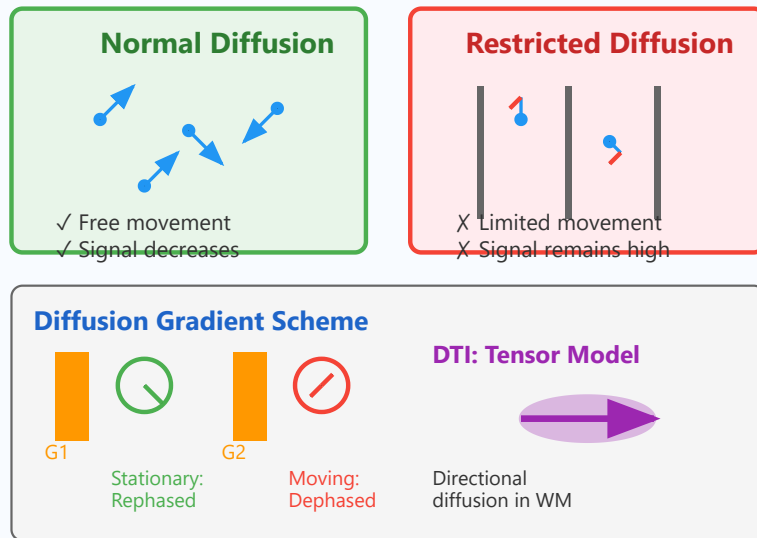 Normal Diffusion
✓ Free movement
✓ Signal decreases
Restricted Diffusion
✗ Limited movement
✗ Signal remains high
Diffusion Gradient Scheme
G1
G2
Stationary:
Rephased
Moving:
Dephased
DTI: Tensor Model
Directional
diffusion in WM